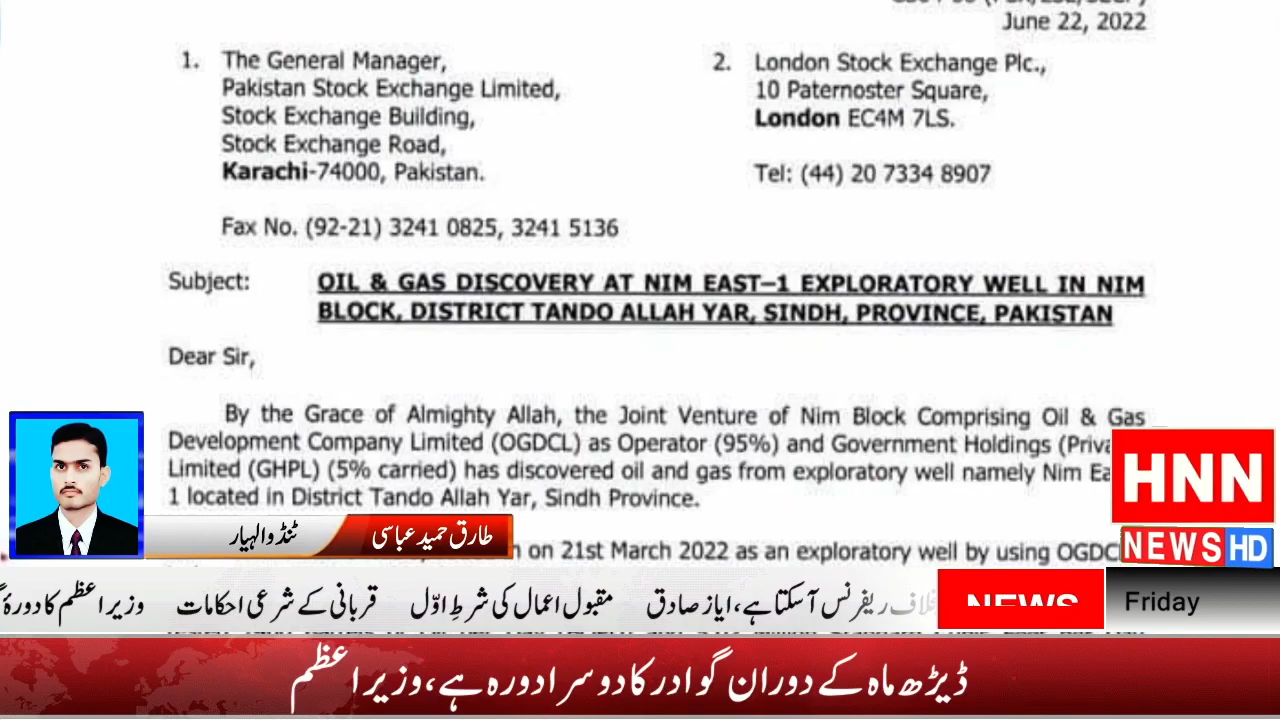 June 22, 2022
1. The General Manager,
Pakistan Stock Exchange Limited,
Stock Exchange Building,
Stock Exchange Road,
Karachi-74000, Pakistan.
Fax No. (92-21) 3241 0825, 3241 5136
2. London Stock Exchange Plc.,
10 Paternoster Square,
London EC4M 7LS.
Tel: (44) 20 7334 8907
Subject: OIL & GAS DISCOVERY AT NIM EAST–1 EXPLORATORY WELL IN NIM
BLOCK, DISTRICT TANDO ALLAH YAR, SINDH, PROVINCE, PAKISTAN
Dear Sir,
By the Grace of Almighty Allah, the Joint Venture of Nim Block Comprising Oil & Gas
Development Company Limited (OGDCL) as Operator (95%) and Government Holdings
Limited (GHPL) (5% carried) has discovered oil and gas from exploratory well namely Nim
1 located in District Tando Allah Yar, Sindh Province.
on 21st March 2022 as an exploratory well by using
HNN
NEWS HD
طارق حمید عباسی
ٹنڈوالہیار
ریفرنس آسکتا ہے، ایاز صادق مقبول اعمال کی شرطِ اوّل قربانی کے شرعی احکامات وزیراعظم کا دورۂ
NEWS
Friday
ڈیڑھ ماہ کے دوران گوادر کا دوسرا دورہ ہے، وزیراعظم